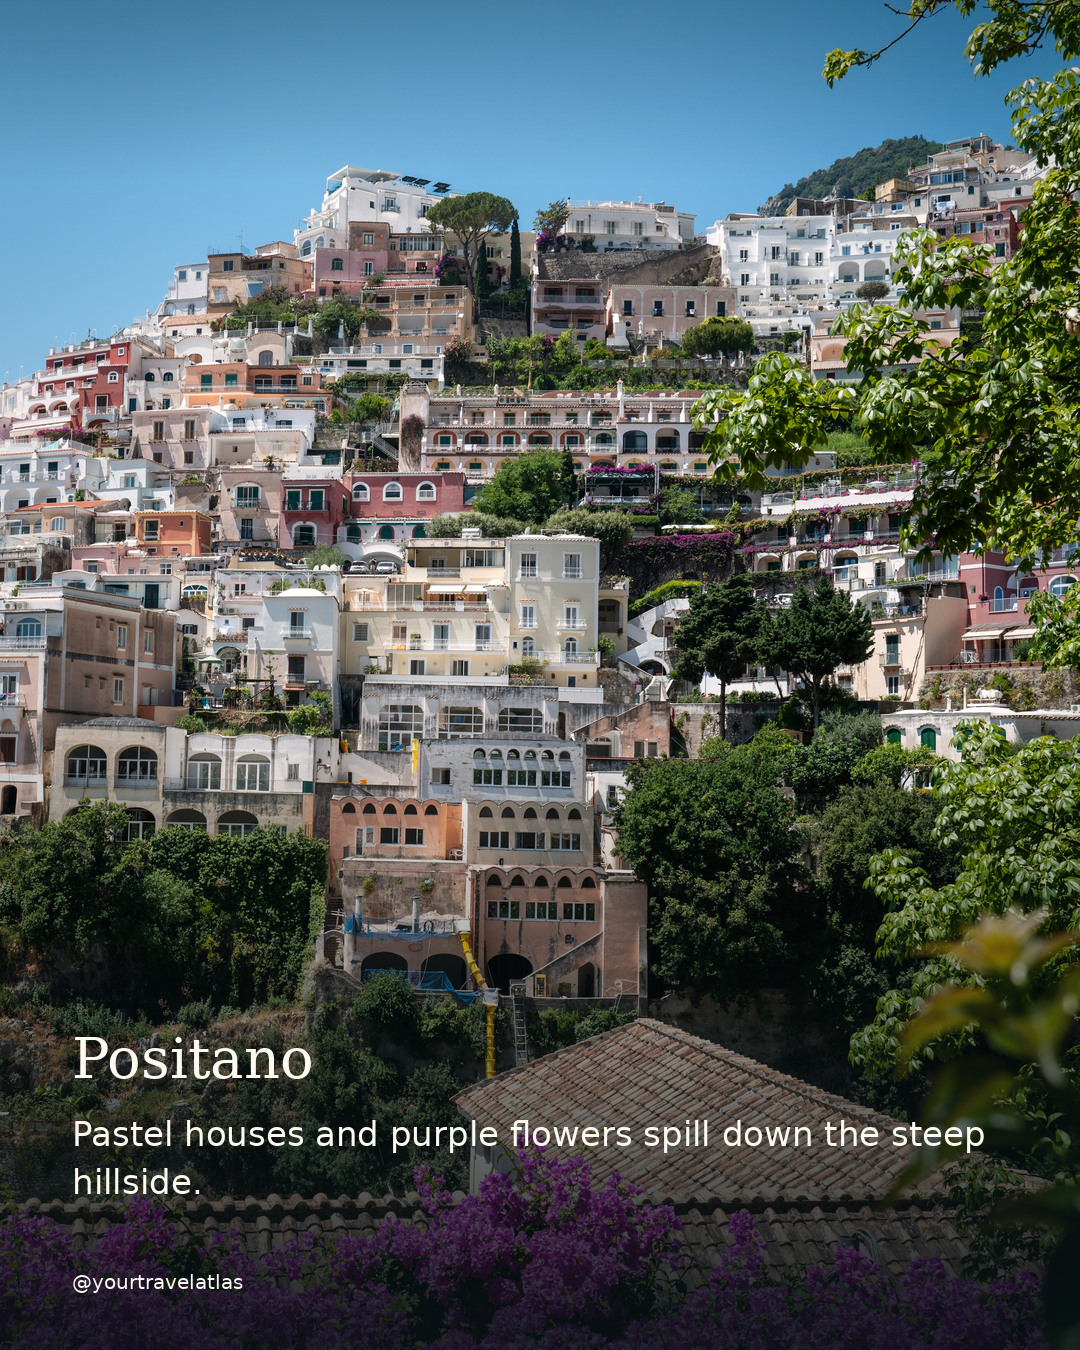 Positano
Pastel houses and purple flowers spill down the steep
hillside.
@yourtravelatlas